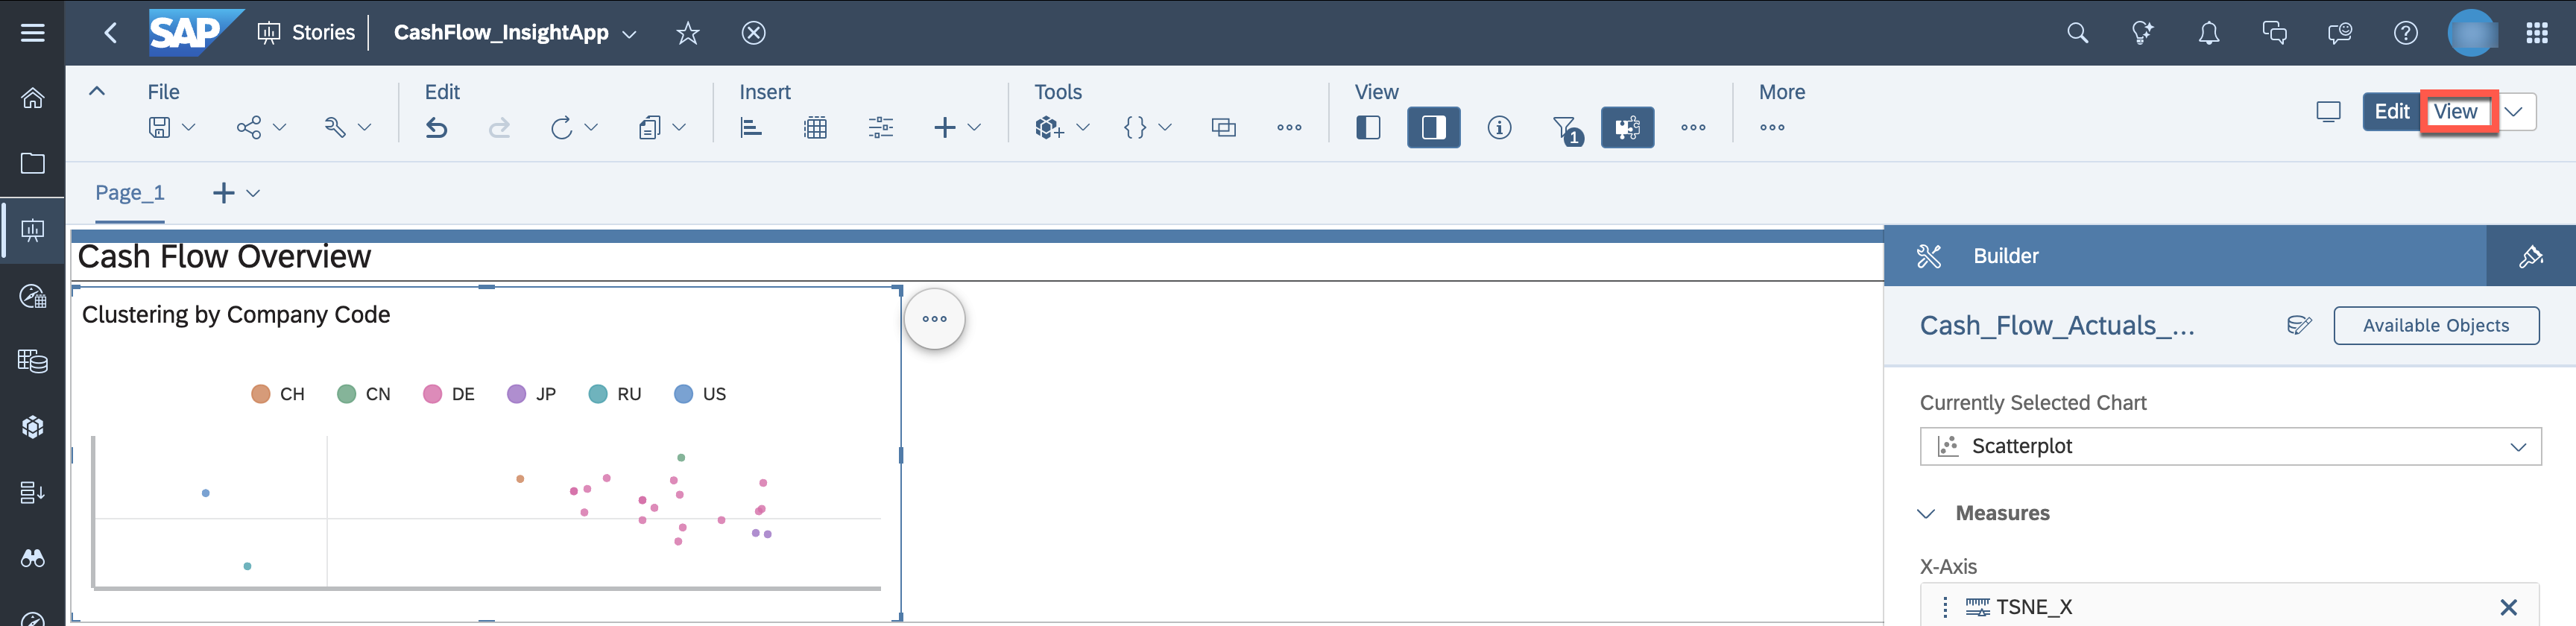 SAP Stories CashFlow_InsightApp
File Edit Insert Tools View More
Edit View
1
Page_1
Cash Flow Overview
Builder
Clustering by Company Code
Cash_Flow_Actuals_... Available Objects
CH CN DE JP RU US
Currently Selected Chart
Scatterplot
Measures
X-Axis
TSNE_X